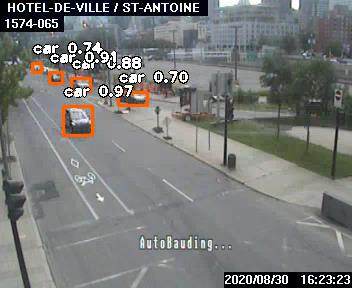 HOTEL-DE-VILLE / ST-ANTOINE
1574-065
car 0.74
car 0.91
car 0.88
car 0.70
car 0.97
AutoBauding...
2020/08/30 16:23:23